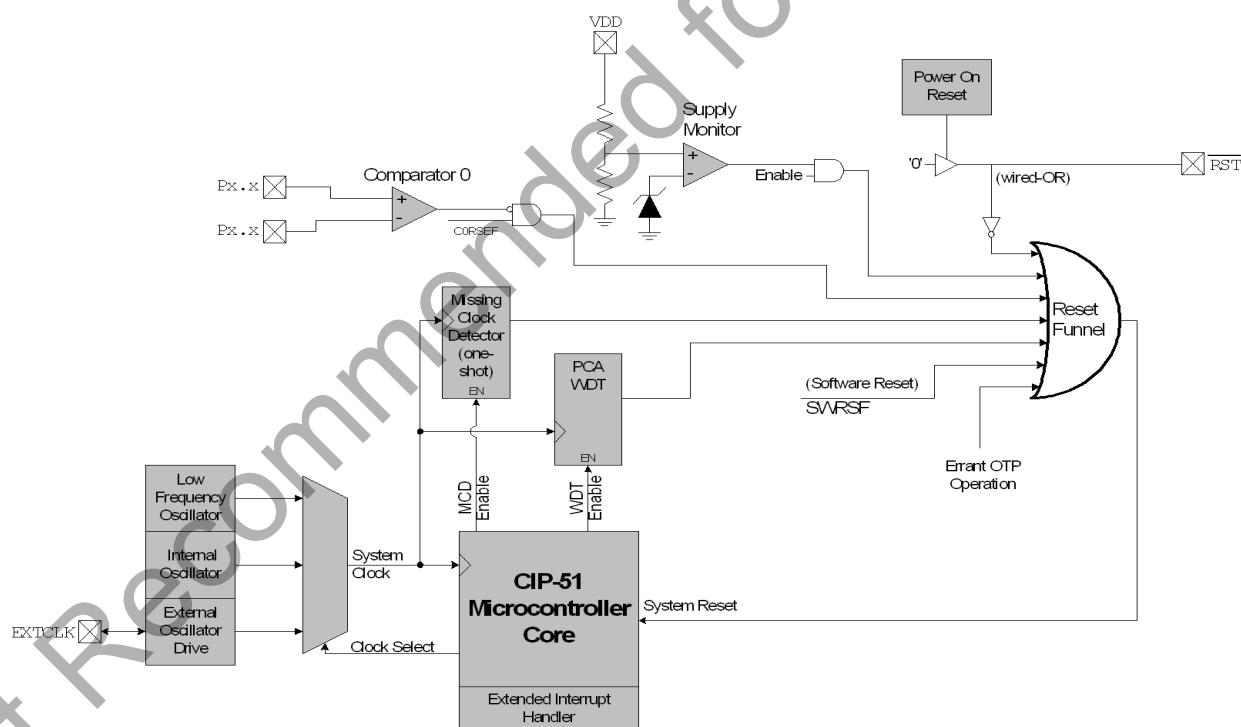 VDD
Power On
Reset
Supply
Monitor
+
-
Enable
'0'
RST
(wired-OR)
Px.x
Px.x
Comparator 0
+
-
C0RSEF
Missing
Clock
Detector
(one-
shot)
EN
PCA
WDT
EN
Reset
Funnel
(Software Reset)
SWRSF
Errant OTP
Operation
MCD
Enable
WDT
Enable
Low
Frequency
Oscillator
Internal
Oscillator
External
Oscillator
Drive
EXTCLK
System
Clock
Clock Select
CIP-51
Microcontroller
Core
System Reset
Extended Interrupt
Handler
Recommended fo